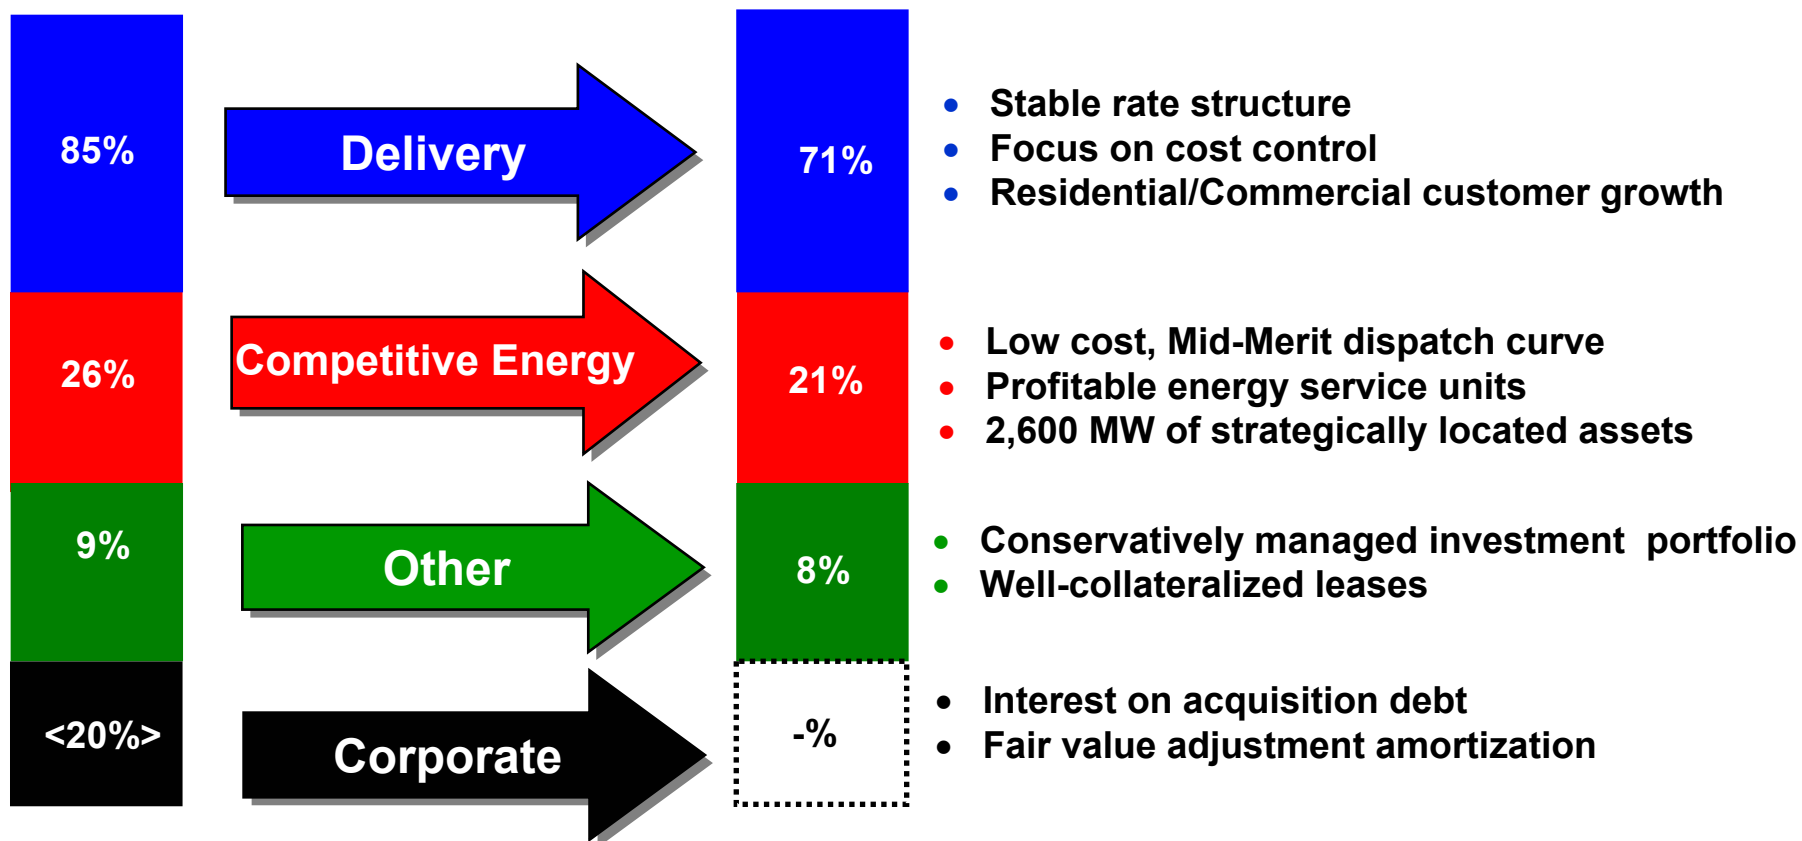 85%
Delivery
71%
• Stable rate structure
• Focus on cost control
• Residential/Commercial customer growth
26%
Competitive Energy
21%
• Low cost, Mid-Merit dispatch curve
• Profitable energy service units
• 2,600 MW of strategically located assets
9%
Other
8%
• Conservatively managed investment portfolio
• Well-collateralized leases
<20%>
Corporate
-%
• Interest on acquisition debt
• Fair value adjustment amortization